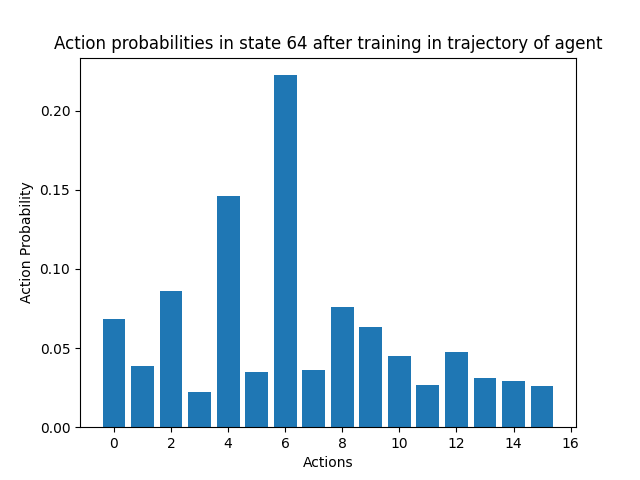 Action probabilities in state 64 after training in trajectory of agent
0.20
0.15
0.10
0.05
0.00
Action Probability
0 2 4 6 8 10 12 14 16
Actions